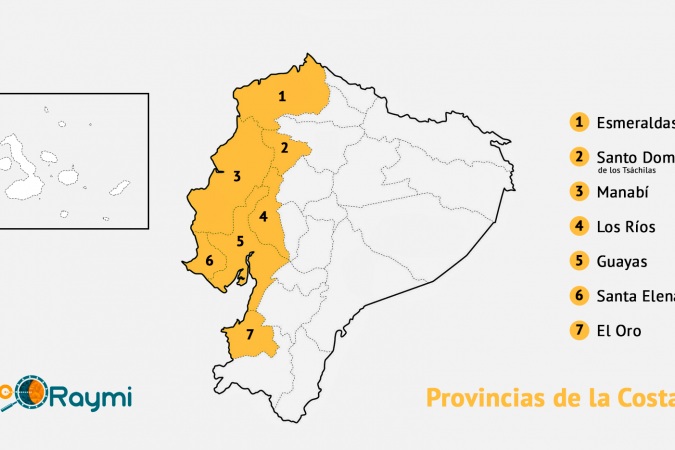 1
2
3
4
5
6
7
1 Esmeraldas
2 Santo Dom
de los Tsáchilas
3 Manabí
4 Los Ríos
5 Guayas
6 Santa Elena
7 El Oro
Raymi
Provincias de la Costa